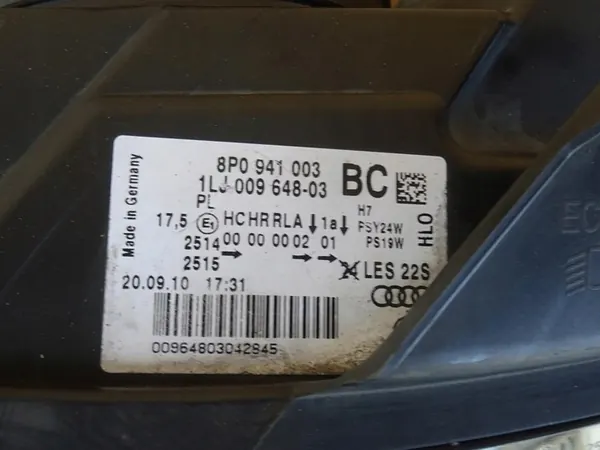 8P0 941 003
1LJ 009 648-03 BC
PL
H7
17,5 E1 HCHRRLA ↓1a↓ PSY24W
2514 00 00 00 02 01 PS19W
2515 → → →
LES 22S
HLO
20.09.10 17:31
00964803042845
Made in Germany